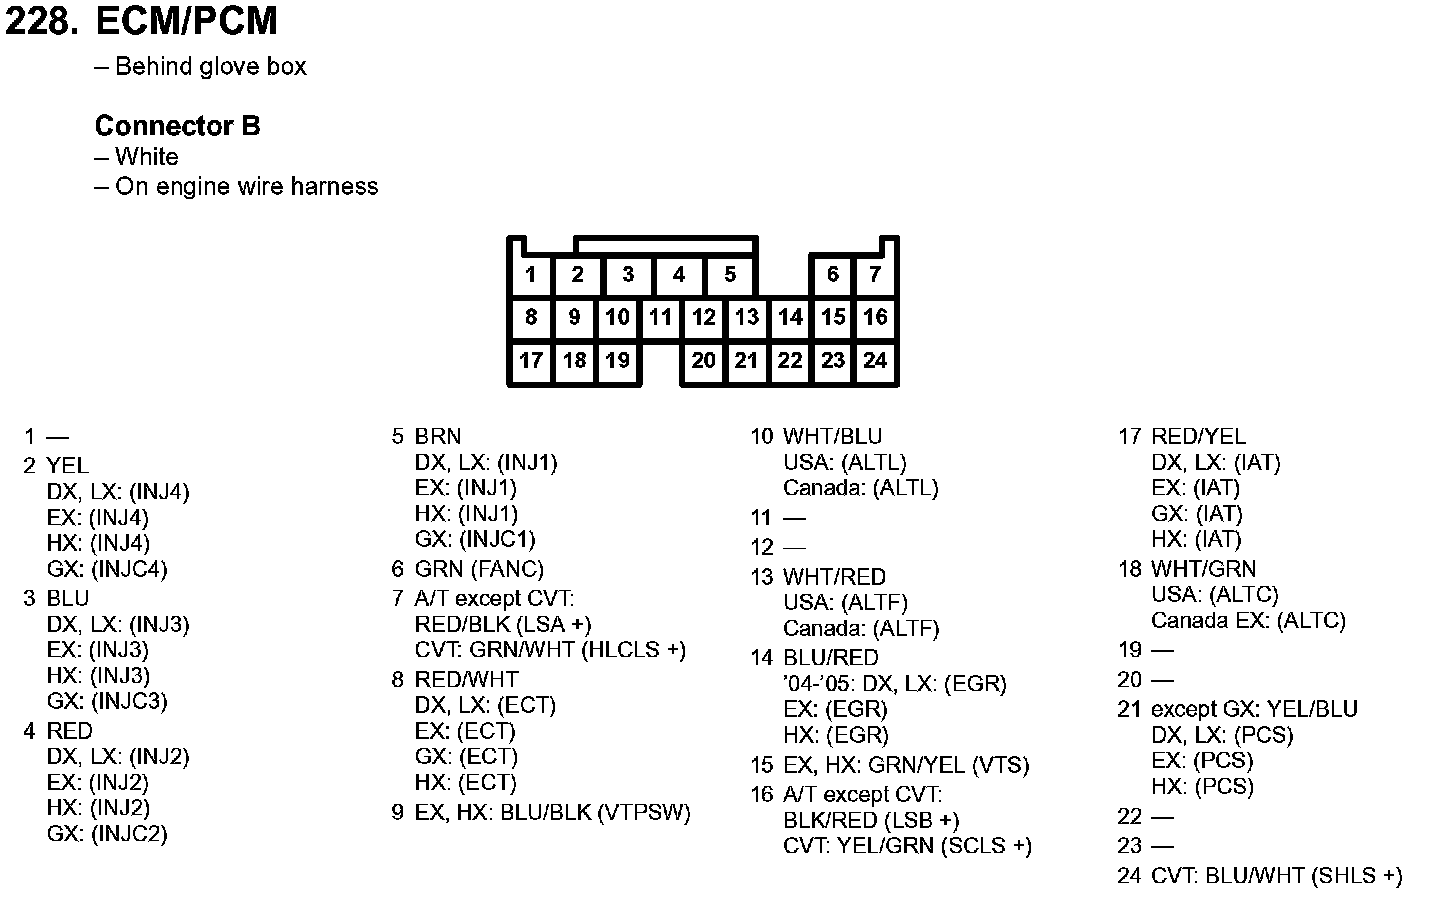 228. ECM/PCM
– Behind glove box
Connector B
– White
– On engine wire harness
1 2 3 4 5 6 7
8 9 10 11 12 13 14 15 16
17 18 19 20 21 22 23 24
1 —
2 YEL
DX, LX: (INJ4)
EX: (INJ4)
HX: (INJ4)
GX: (INJC4)
3 BLU
DX, LX: (INJ3)
EX: (INJ3)
HX: (INJ3)
GX: (INJC3)
4 RED
DX, LX: (INJ2)
EX: (INJ2)
HX: (INJ2)
GX: (INJC2)
5 BRN
DX, LX: (INJ1)
EX: (INJ1)
HX: (INJ1)
GX: (INJC1)
6 GRN (FANC)
7 A/T except CVT:
RED/BLK (LSA +)
CVT: GRN/WHT (HLCLS +)
8 RED/WHT
DX, LX: (ECT)
EX: (ECT)
GX: (ECT)
HX: (ECT)
9 EX, HX: BLU/BLK (VTPSW)
10 WHT/BLU
USA: (ALTL)
Canada: (ALTL)
11 —
12 —
13 WHT/RED
USA: (ALTF)
Canada: (ALTF)
14 BLU/RED
'04-'05: DX, LX: (EGR)
EX: (EGR)
HX: (EGR)
15 EX, HX: GRN/YEL (VTS)
16 A/T except CVT:
BLK/RED (LSB +)
CVT: YEL/GRN (SCLS +)
17 RED/YEL
DX, LX: (IAT)
EX: (IAT)
GX: (IAT)
HX: (IAT)
18 WHT/GRN
USA: (ALTC)
Canada EX: (ALTC)
19 —
20 —
21 except GX: YEL/BLU
DX, LX: (PCS)
EX: (PCS)
HX: (PCS)
22 —
23 —
24 CVT: BLU/WHT (SHLS +)